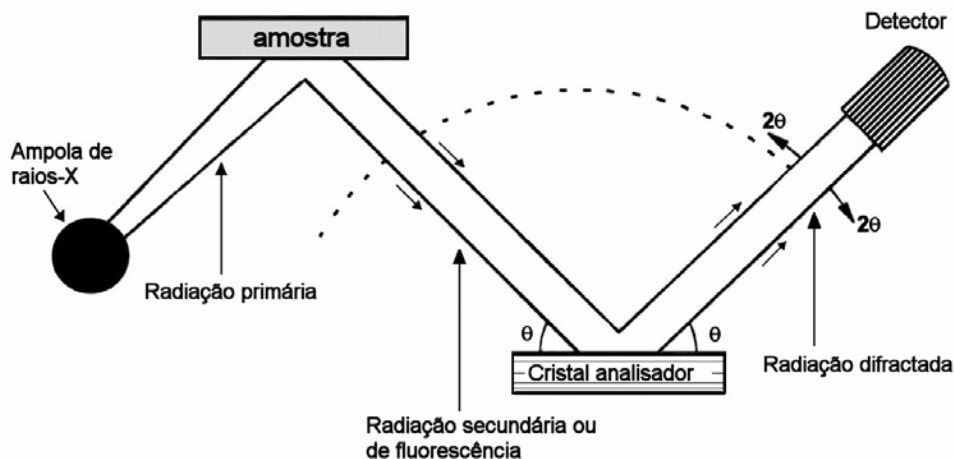 Detector
amostra
2θ
Ampola de
raios-X
2θ
Radiação primária
θ
θ
Cristal analisador
Radiação difractada
Radiação secundária ou
de fluorescência